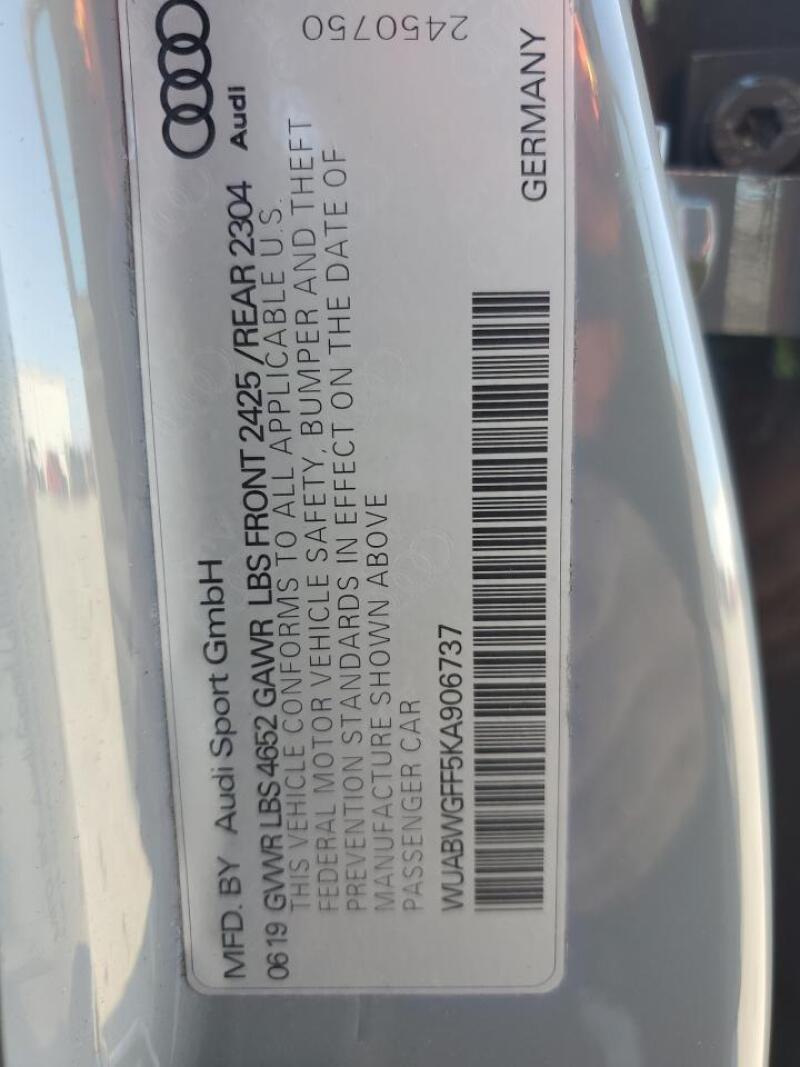 MFD. BY Audi Sport GmbH
Audi
06 19 GVWR LBS 4652 GAWR LBS FRONT 2425 /REAR 2304
THIS VEHICLE CONFORMS TO ALL APPLICABLE U.S.
FEDERAL MOTOR VEHICLE SAFETY, BUMPER AND THEFT
PREVENTION STANDARDS IN EFFECT ON THE DATE OF
MANUFACTURE SHOWN ABOVE
PASSENGER CAR
WUABWGFF5KA906737
GERMANY
2450750